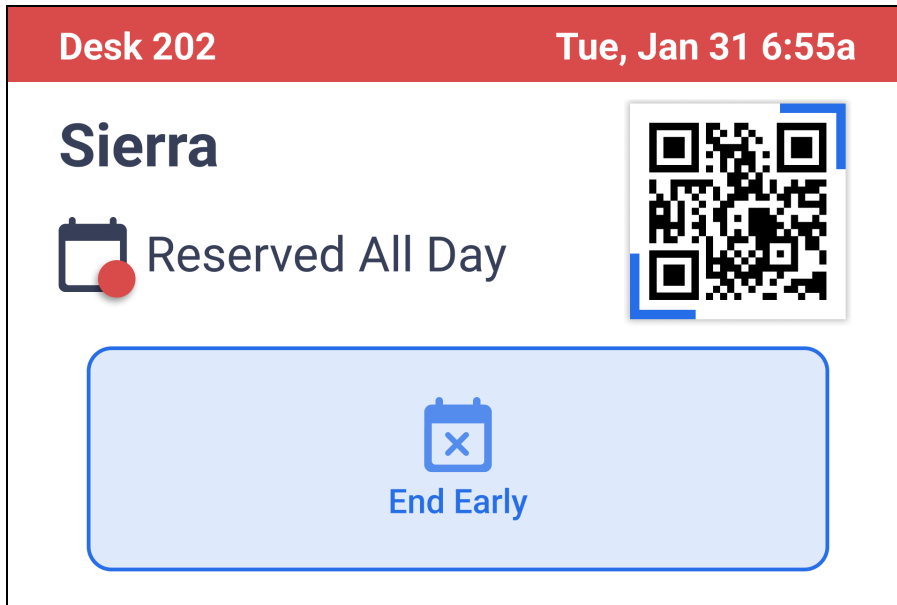 Desk 202
Tue, Jan 31 6:55a
Sierra
Reserved All Day
End Early